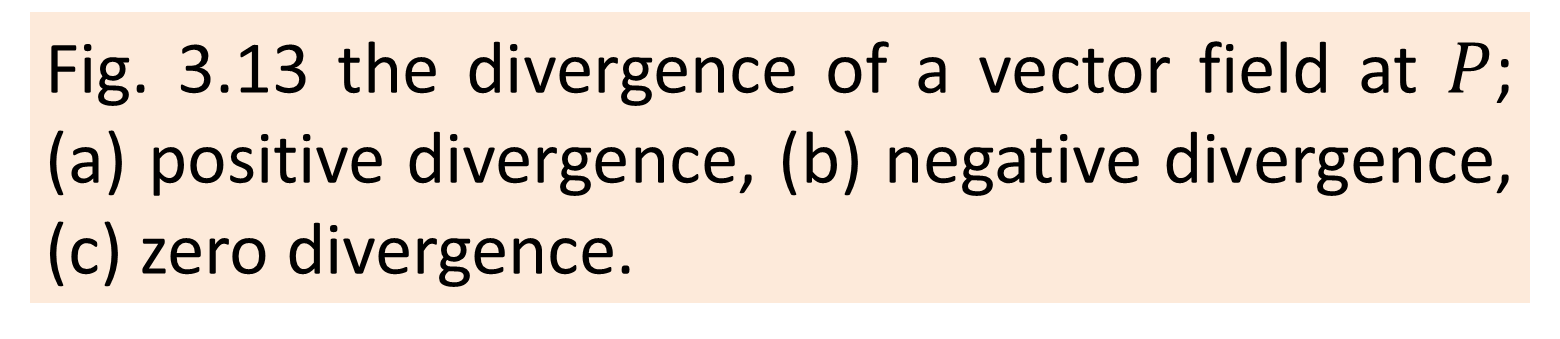 Fig. 3.13 the divergence of a vector field at P;
(a) positive divergence, (b) negative divergence,
(c) zero divergence.